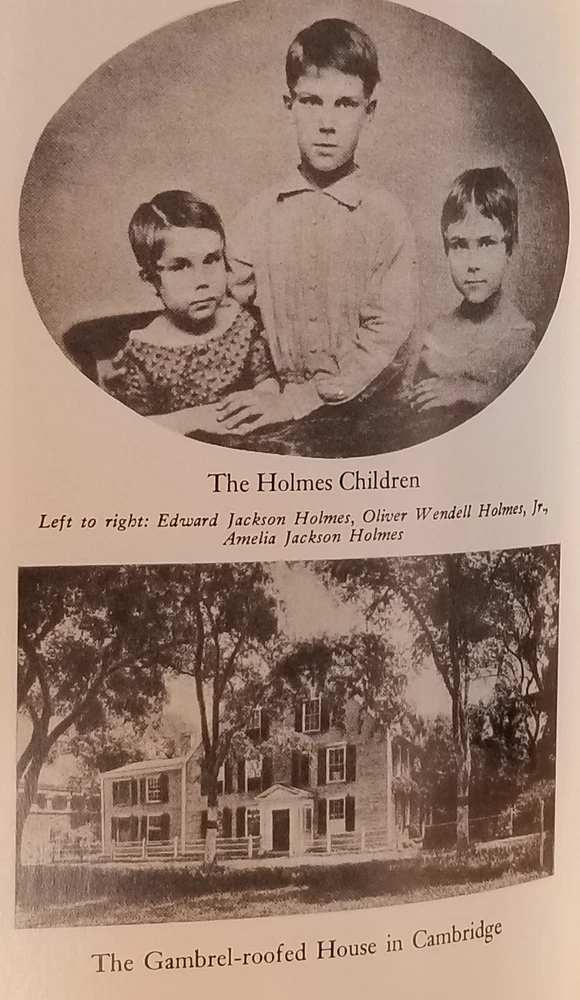 The Holmes Children
Left to right: Edward Jackson Holmes, Oliver Wendell Holmes, Jr.,
Amelia Jackson Holmes
The Gambrel-roofed House in Cambridge